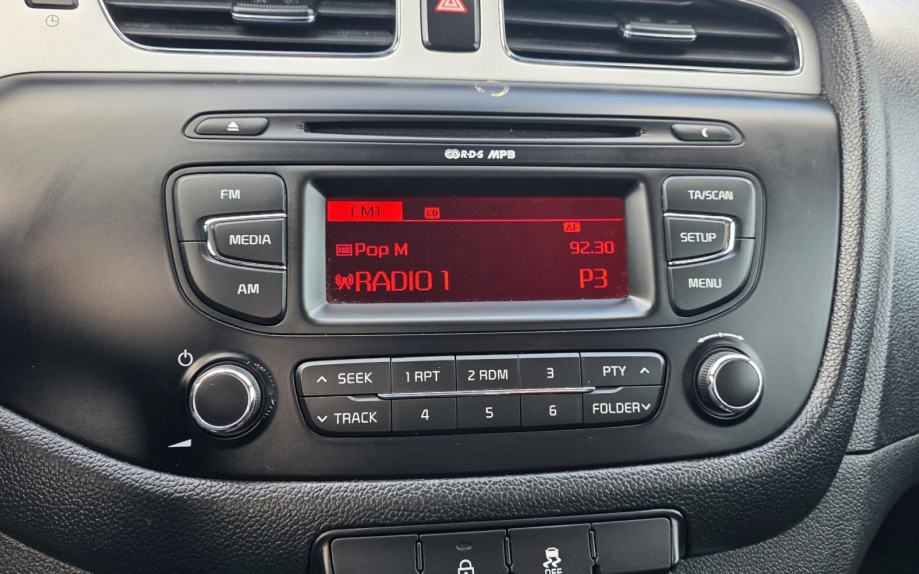 R·D·S MP3
FM
MEDIA
AM
FM1
CD
AF
Pop M
92.30
RADIO 1
P3
TA/SCAN
SETUP
MENU
SEEK
1 RPT
2 RDM
3
PTY
TRACK
4
5
6
FOLDER
OFF